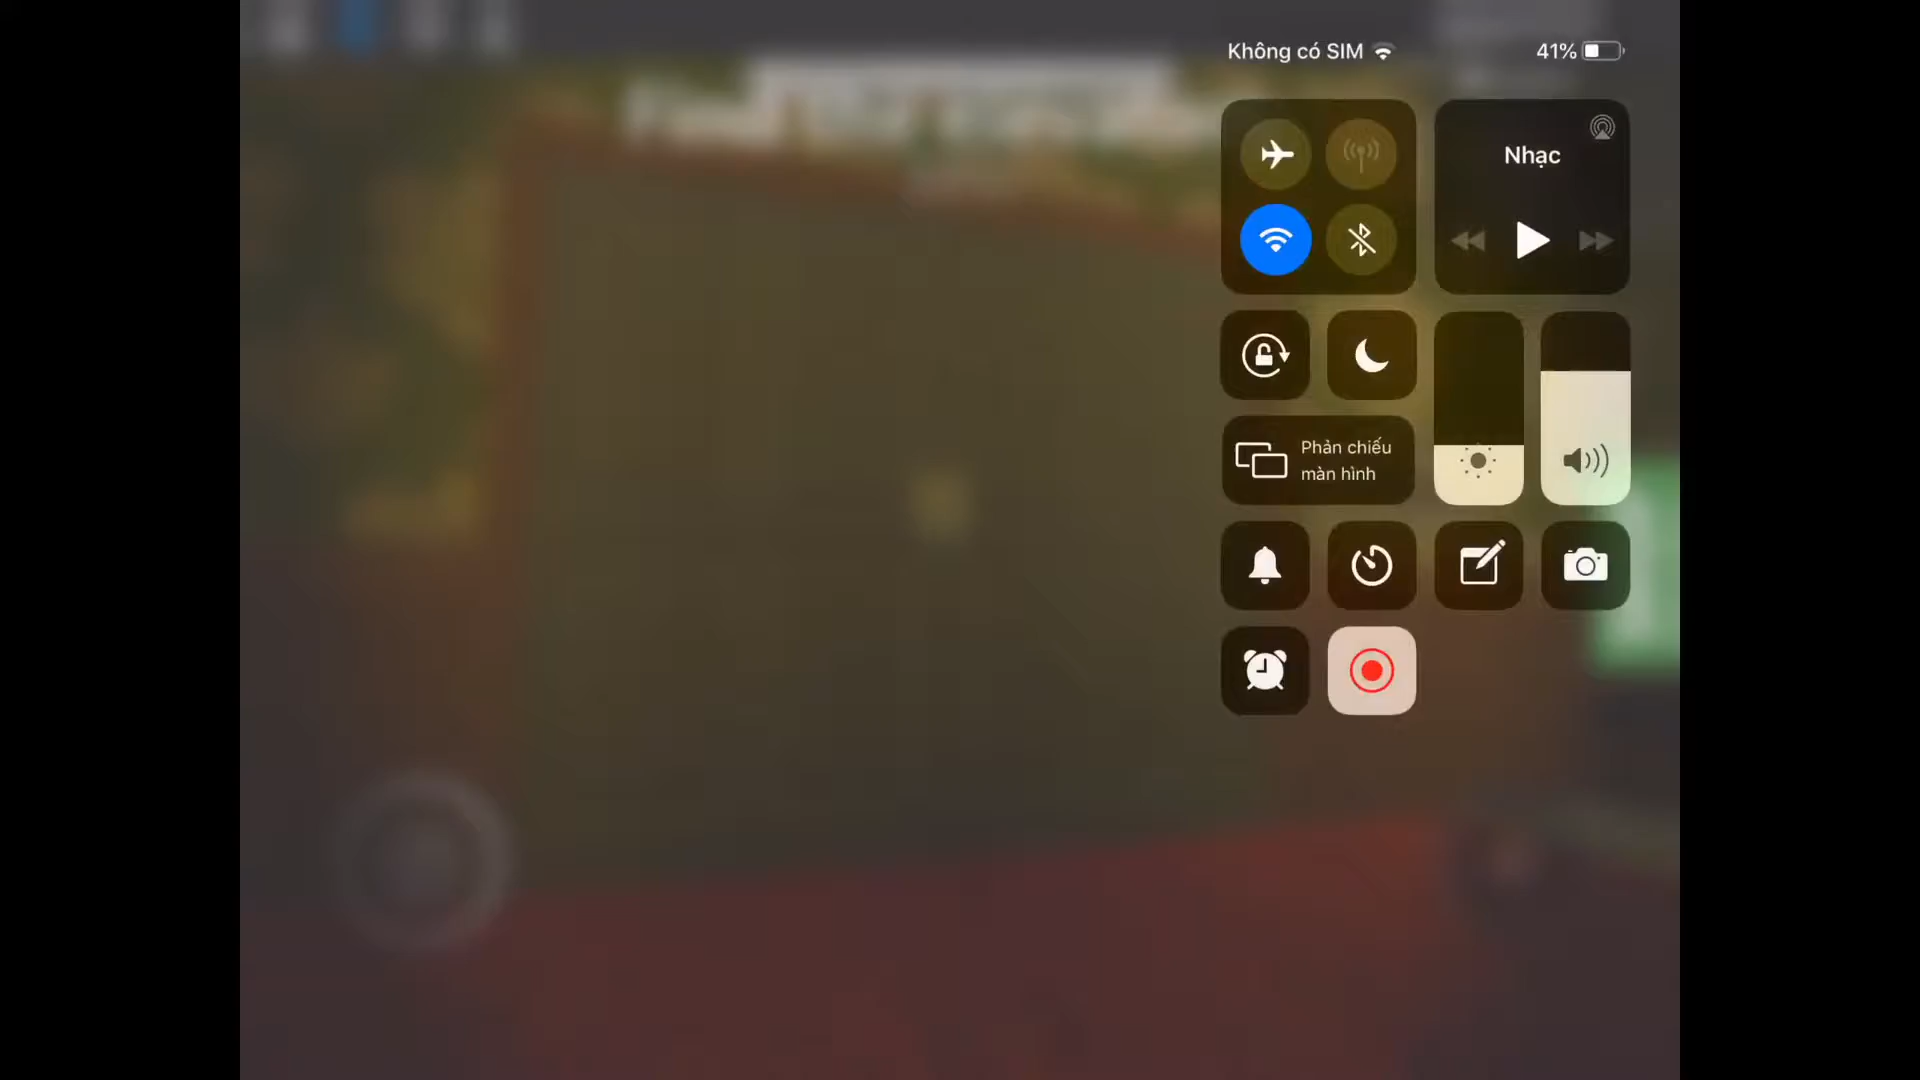 Không có SIM
41%
Nhạc
Phản chiếu
màn hình